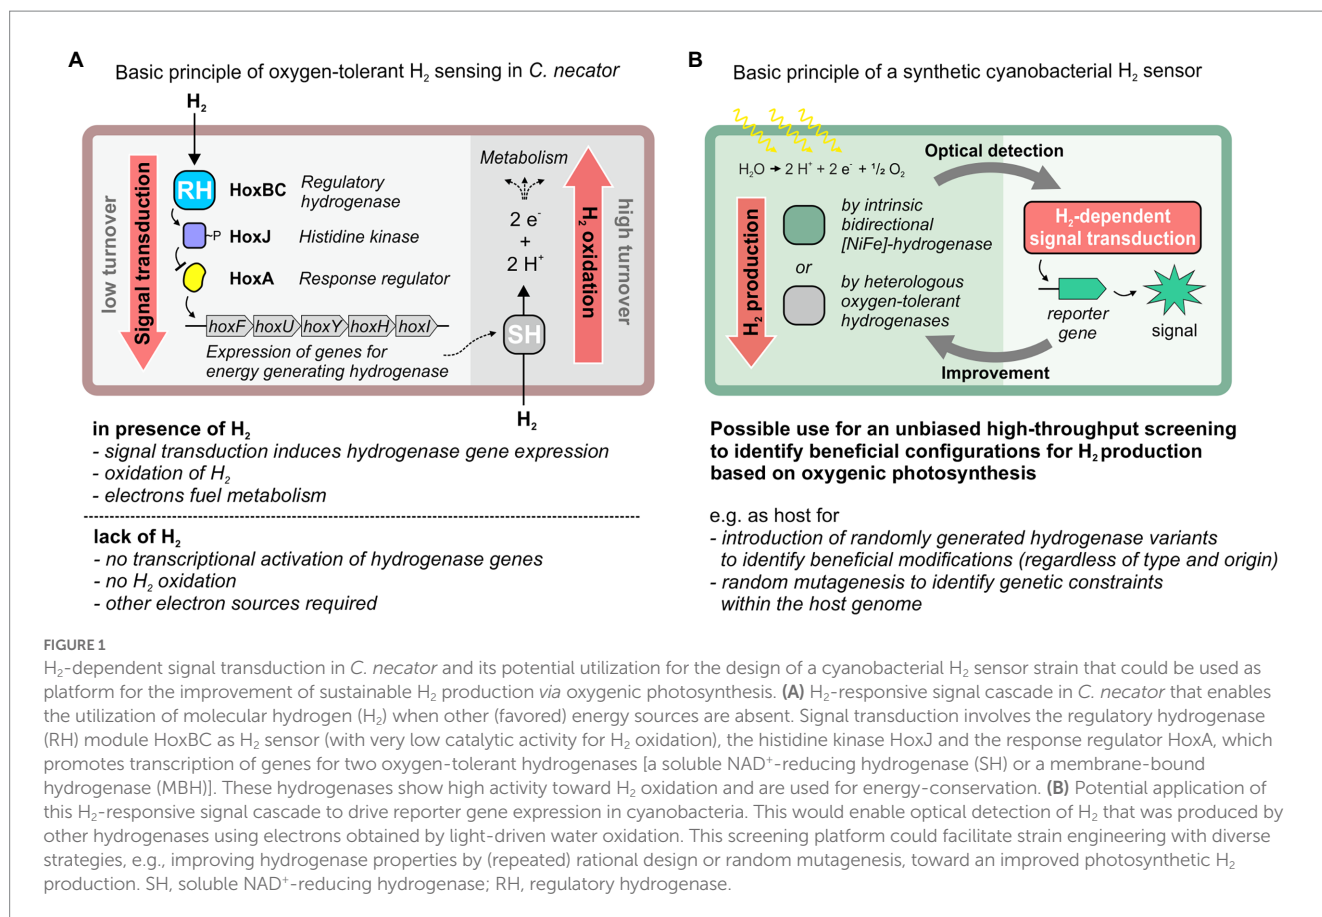 A
Basic principle of oxygen-tolerant H₂ sensing in C. necator
H₂
low turnover
Signal transduction
RH
HoxBC
Regulatory
hydrogenase
P
HoxJ
Histidine kinase
HoxA
Response regulator
hoxF hoxU hoxY hoxH hoxI
Expression of genes for
energy generating hydrogenase
Metabolism
2 e⁻
+
2 H⁺
SH
H₂
H₂ oxidation
high turnover
in presence of H₂
- signal transduction induces hydrogenase gene expression
- oxidation of H₂
- electrons fuel metabolism
lack of H₂
- no transcriptional activation of hydrogenase genes
- no H₂ oxidation
- other electron sources required
B
Basic principle of a synthetic cyanobacterial H₂ sensor
H₂O → 2 H⁺ + 2 e⁻ + ½ O₂
Optical detection
H₂ production
by intrinsic
bidirectional
[NiFe]-hydrogenase
or
by heterologous
oxygen-tolerant
hydrogenases
H₂-dependent
signal transduction
reporter
gene
signal
Improvement
Possible use for an unbiased high-throughput screening
to identify beneficial configurations for H₂ production
based on oxygenic photosynthesis
e.g. as host for
- introduction of randomly generated hydrogenase variants
to identify beneficial modifications (regardless of type and origin)
- random mutagenesis to identify genetic constraints
within the host genome
FIGURE 1
H₂-dependent signal transduction in C. necator and its potential utilization for the design of a cyanobacterial H₂ sensor strain that could be used as
platform for the improvement of sustainable H₂ production via oxygenic photosynthesis. (A) H₂-responsive signal cascade in C. necator that enables
the utilization of molecular hydrogen (H₂) when other (favored) energy sources are absent. Signal transduction involves the regulatory hydrogenase
(RH) module HoxBC as H₂ sensor (with very low catalytic activity for H₂ oxidation), the histidine kinase HoxJ and the response regulator HoxA, which
promotes transcription of genes for two oxygen-tolerant hydrogenases [a soluble NAD⁺-reducing hydrogenase (SH) or a membrane-bound
hydrogenase (MBH)]. These hydrogenases show high activity toward H₂ oxidation and are used for energy-conservation. (B) Potential application of
this H₂-responsive signal cascade to drive reporter gene expression in cyanobacteria. This would enable optical detection of H₂ that was produced by
other hydrogenases using electrons obtained by light-driven water oxidation. This screening platform could facilitate strain engineering with diverse
strategies, e.g., improving hydrogenase properties by (repeated) rational design or random mutagenesis, toward an improved photosynthetic H₂
production. SH, soluble NAD⁺-reducing hydrogenase; RH, regulatory hydrogenase.